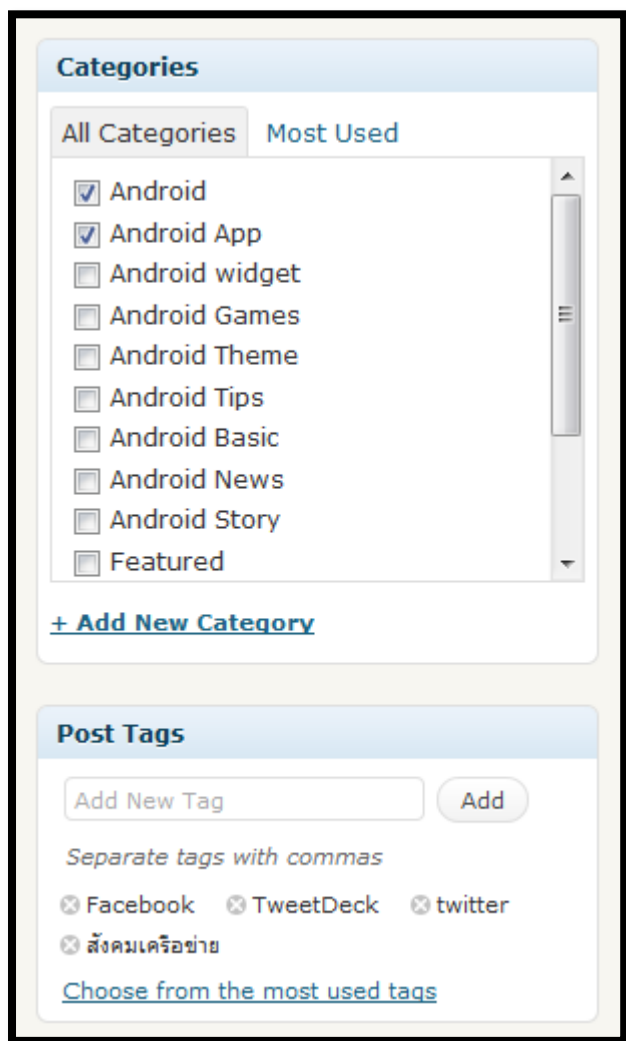 Categories
All Categories Most Used
Android
Android App
Android widget
Android Games
Android Theme
Android Tips
Android Basic
Android News
Android Story
Featured
+ Add New Category
Post Tags
Add New Tag Add
Separate tags with commas
Facebook TweetDeck twitter
สังคมเครือข่าย
Choose from the most used tags